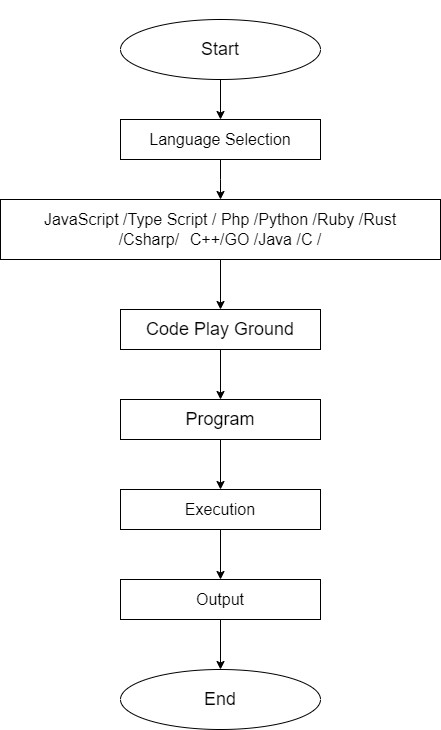 Start
Language Selection
JavaScript /Type Script / Php /Python /Ruby /Rust
/Csharp/ C++/GO /Java /C /
Code Play Ground
Program
Execution
Output
End